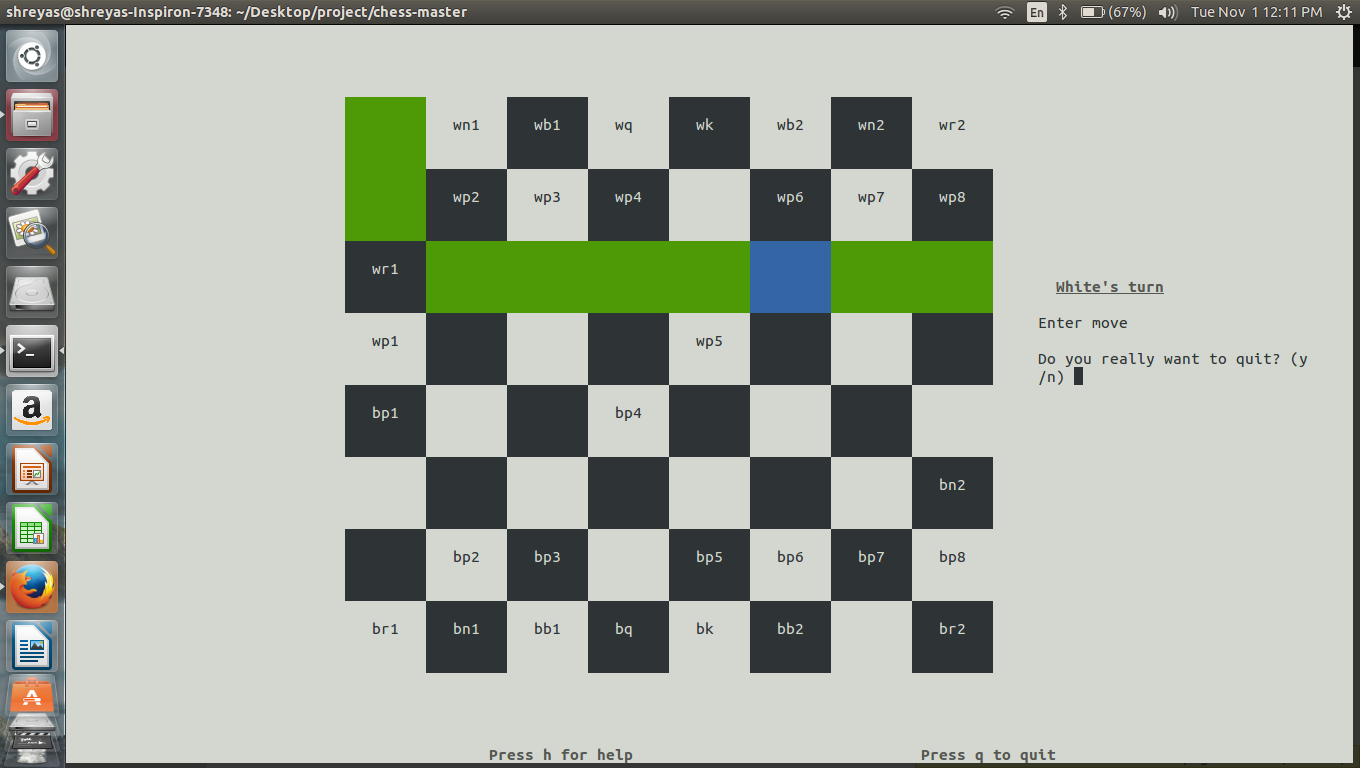 shreyas@shreyas-Inspiron-7348: ~/Desktop/project/chess-master
En
(67%)
Tue Nov 1 12:11 PM
wn1 wb1 wq wk wb2 wn2 wr2
wp2 wp3 wp4 wp6 wp7 wp8
wr1
wp1 wp5
bp1 bp4
bn2
bp2 bp3 bp5 bp6 bp7 bp8
br1 bn1 bb1 bq bk bb2 br2
White's turn
Enter move
Do you really want to quit? (y
/n)
Press h for help
Press q to quit